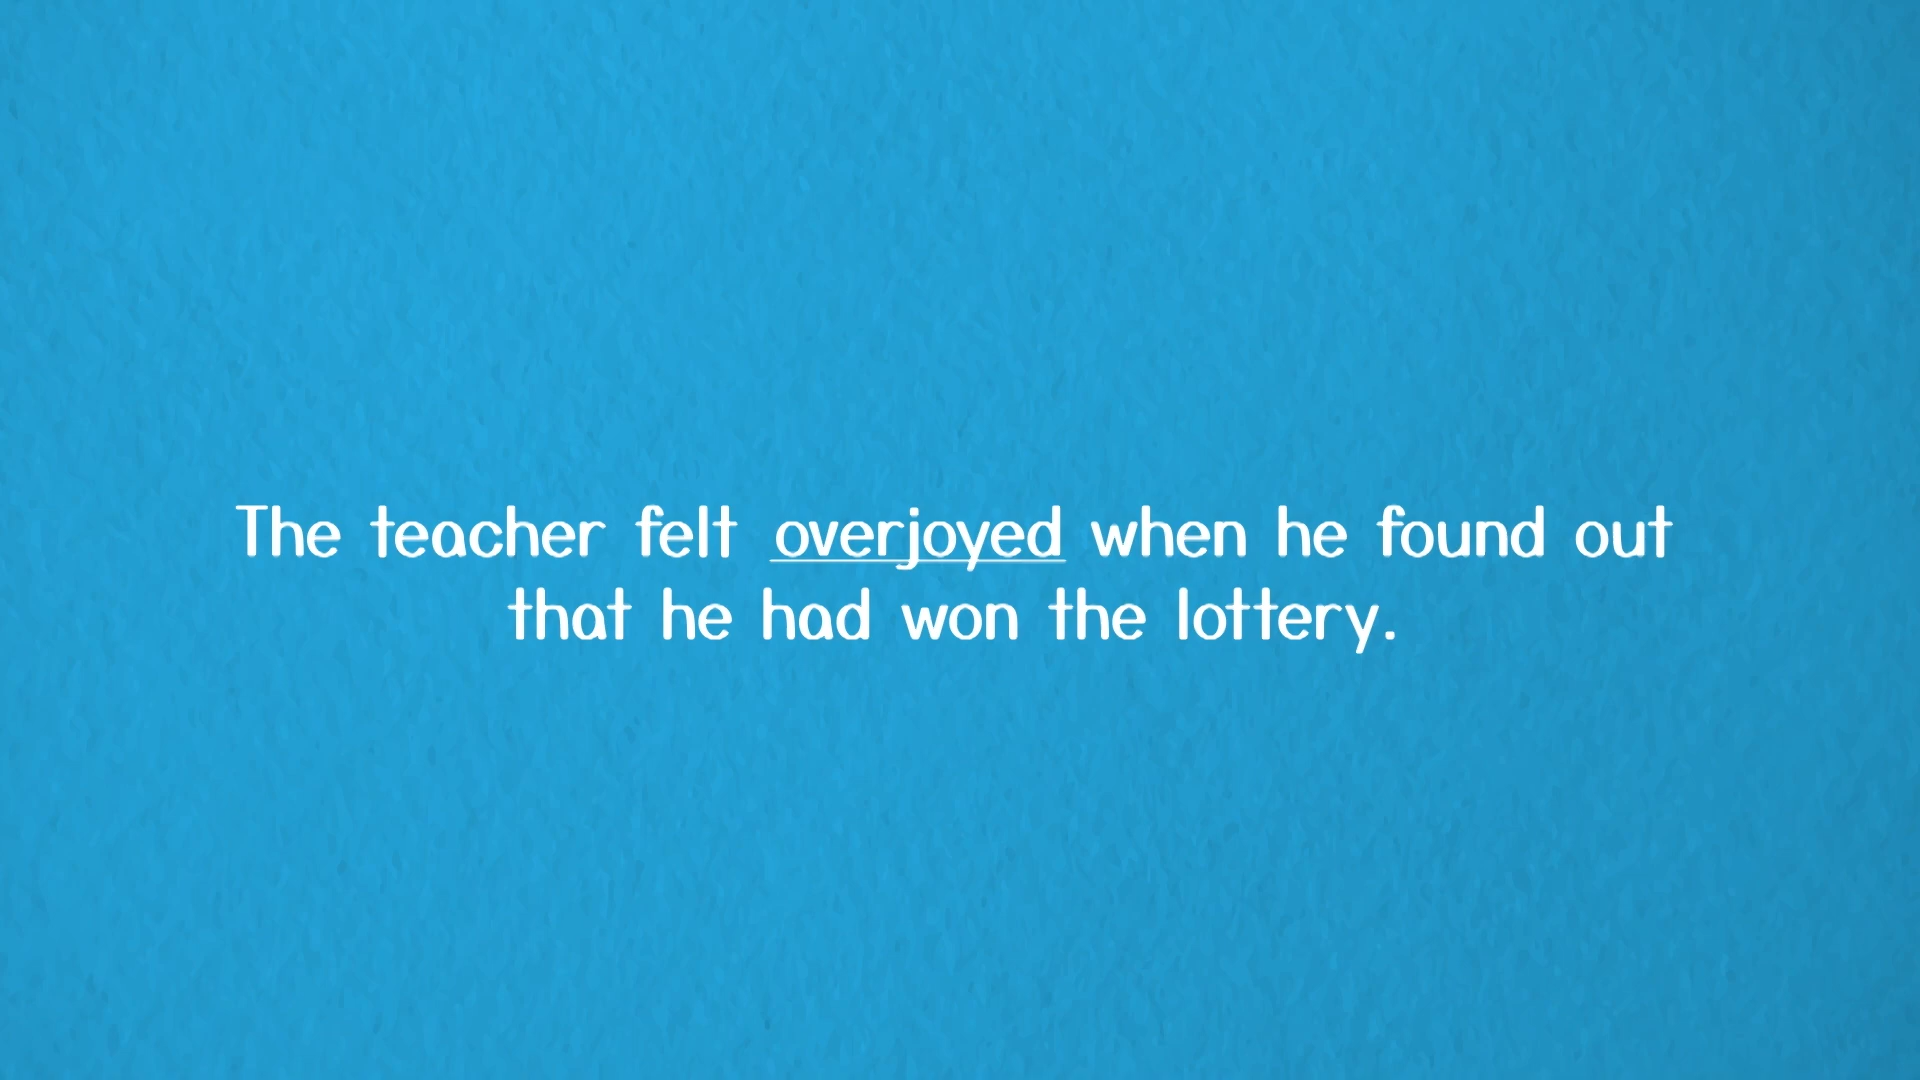 The teacher felt overjoyed when he found out
that he had won the lottery.